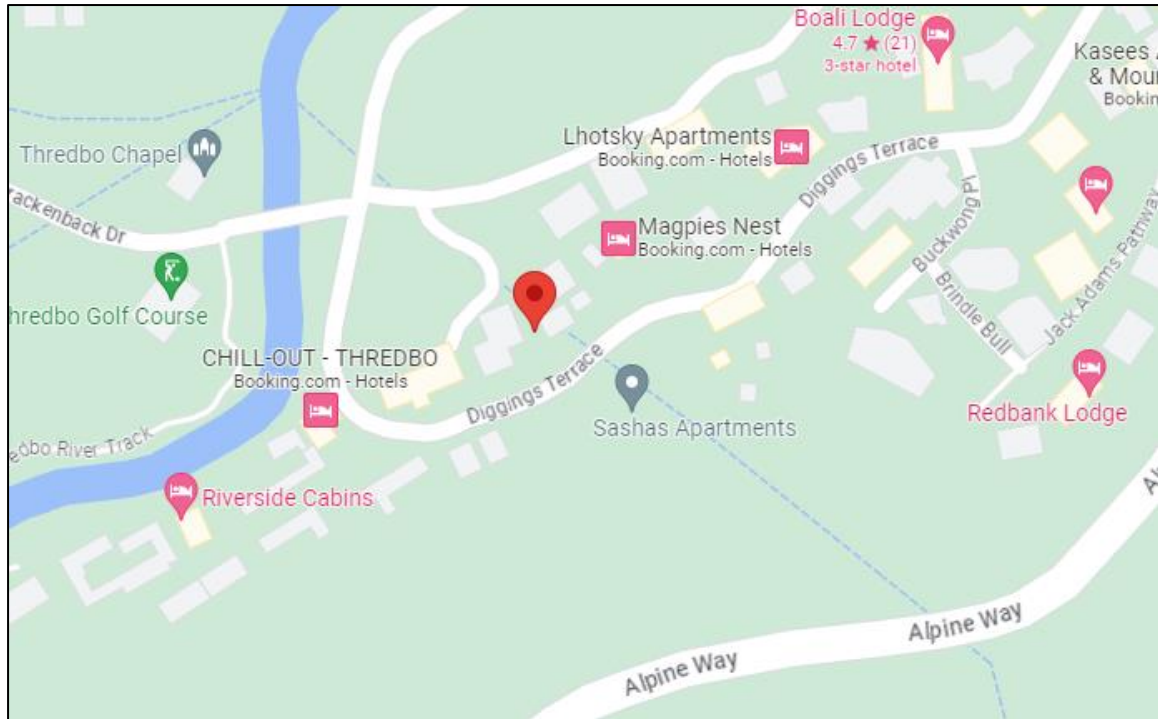 Boali Lodge
4.7 ★ (21)
3-star hotel
Kasees
& Mour
Bookin
Lhotsky Apartments
Booking.com - Hotels
Diggings Terrace
Thredbo Chapel
rackenback Dr
Magpies Nest
Booking.com - Hotels
Buckwong Pl
Brindle Bull
Jack Adams Pathway
hredbo Golf Course
CHILL-OUT - THREDBO
Booking.com - Hotels
Diggings Terrace
Sashas Apartments
Redbank Lodge
edbo River Track
Riverside Cabins
Alpine Way
Alpine Way